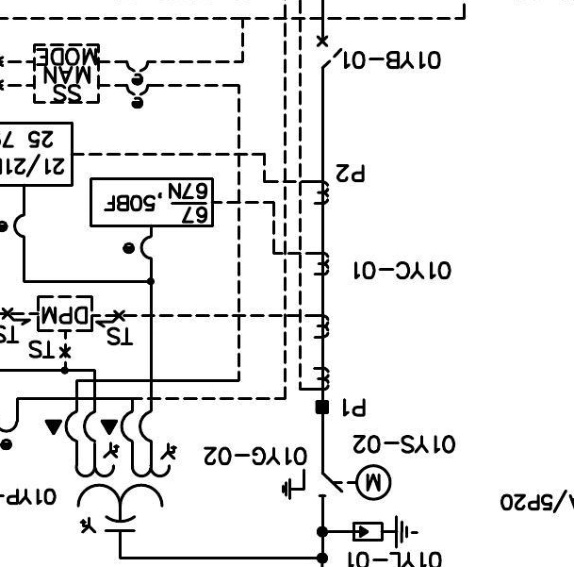 01YL-01
A/5P20
01YP-
M
01YS-02
01YG-02
P1
TS
TS
TS
DPM
01YC-01
67
67N, 50BF
P2
21/21
25 7
SS
MAN
MODE
01YB-01